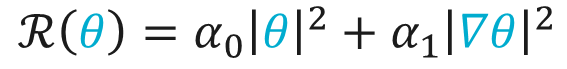 ℛ(θ) = α₀|θ|² + α₁|∇θ|²